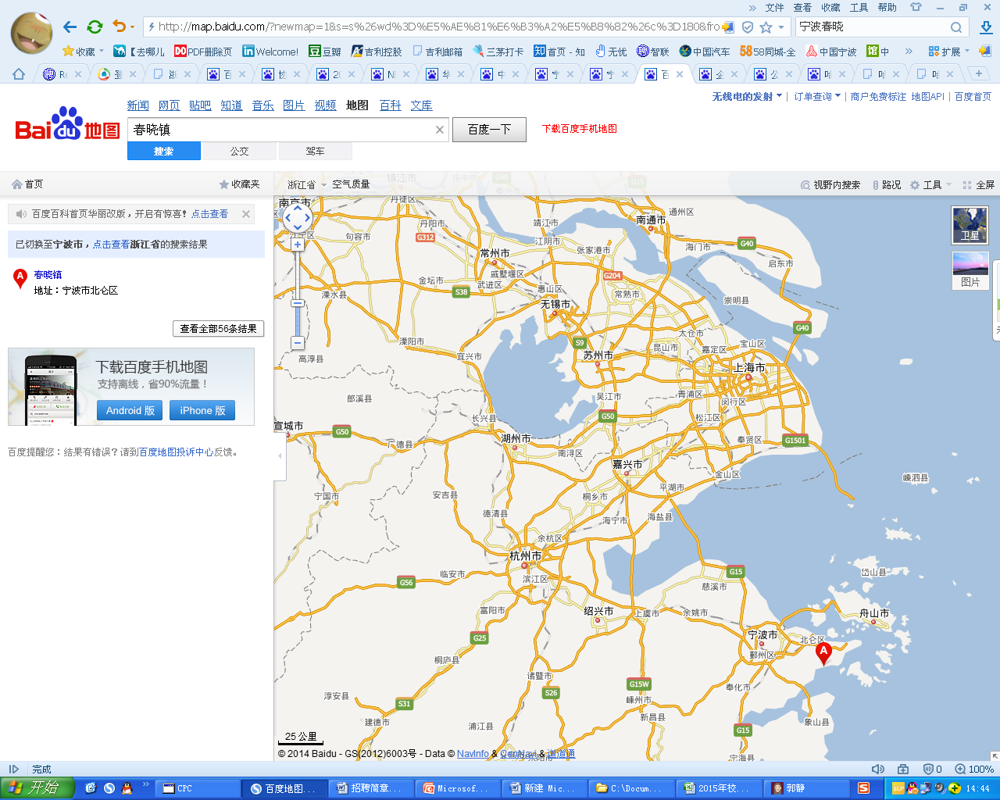 » 文件 查看 收藏 工具 帮助
http://map.baidu.com/?newmap=1&s=s%26wd%3D%E5%AE%81%E6%B3%A2%E5%B8%82%26c%3D180&fro
宁波春晓
收藏 【去哪儿 PDF删除页 Welcome! 豆瓣 吉利控股 吉利邮箱 三茅打卡 首页 - 知 无忧 智联 中国汽车 58同城-全 中国宁波 中 » 扩展
无线电的发射 | 订单查询 | 商户免费标注 地图API | 百度首页
新闻 网页 贴吧 知道 音乐 图片 视频 地图 百科 文库
Bai du 地图
春晓镇
百度一下
下载百度手机地图
搜索 公交 驾车
首页 收藏夹
浙江省 空气质量
视野内搜索 路况 工具 全屏
百度百科首页华丽改版，开启有惊喜！点击查看
已切换至宁波市，点击查看浙江省的搜索结果
A 春晓镇
地址：宁波市北仑区
查看全部56条结果
下载百度手机地图
支持离线，省90%流量！
Android 版 iPhone 版
百度提醒您：结果有错误？请到百度地图投诉中心反馈。
卫星
图片
镇江市
G40
G15
丹徒区
南京市
通州区
南通市
丹阳市
靖江市
句容市
G312
江阴市
张家港市
海门市
G40
启东市
常州市
戚墅堰区
武进区
G204
金坛市
S38
惠山区
常熟市
溧水县
无锡市
崇明县
G40
太仓市
溧阳市
S9
昆山市
嘉定区
宝山区
宜兴市
苏州市
高淳县
上海市
吴江市
青浦区
郎溪县
闵行区
G50
长兴县
松江区
宣城市
G50
湖州市
广德县
奉贤区
G1501
南浔区
嘉兴市
金山区
嵊泗县
宁国市
安吉县
桐乡市
平湖市
德清县
海宁市
海盐县
余杭区
杭州市
临安市
滨江区
G15
岱山县
G56
慈溪市
富阳市
绍兴市
上虞市
余姚市
舟山市
G25
宁波市
北仑区
A
鄞州区
桐庐县
诸暨市
G15W
奉化市
淳安县
S26
嵊州市
S31
建德市
浦江县
新昌县
象山县
G15
宁海县
25 公里
© 2014 Baidu - GS(2012)6003号 - Data © NavInfo & CenNavi & 道道通
完成
0 100%
开始
»
CPC
百度地图...
招聘简章...
Microsof...
新建 Mic...
C:\Docum...
2015年校...
郭静
14:44